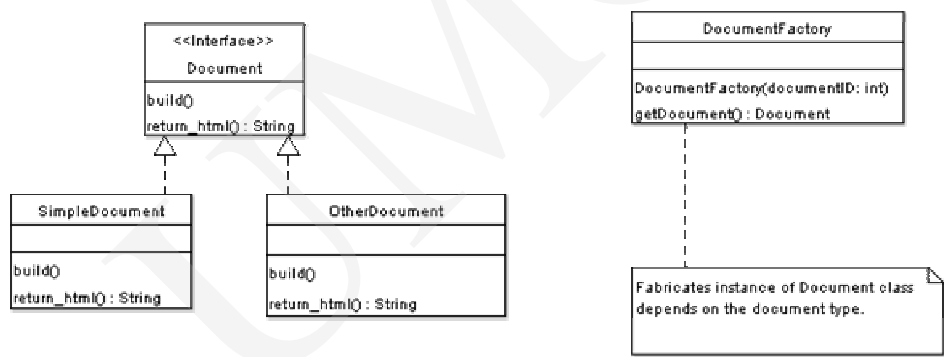 <<Interface>>
Document
build()
return_html() : String
SimpleDocument
build()
return_html() : String
OtherDocument
build()
return_html() : String
DocumentFactory
DocumentFactory(documentID: int)
getDocument() : Document
Fabricates instance of Document class
depends on the document type.
UMC